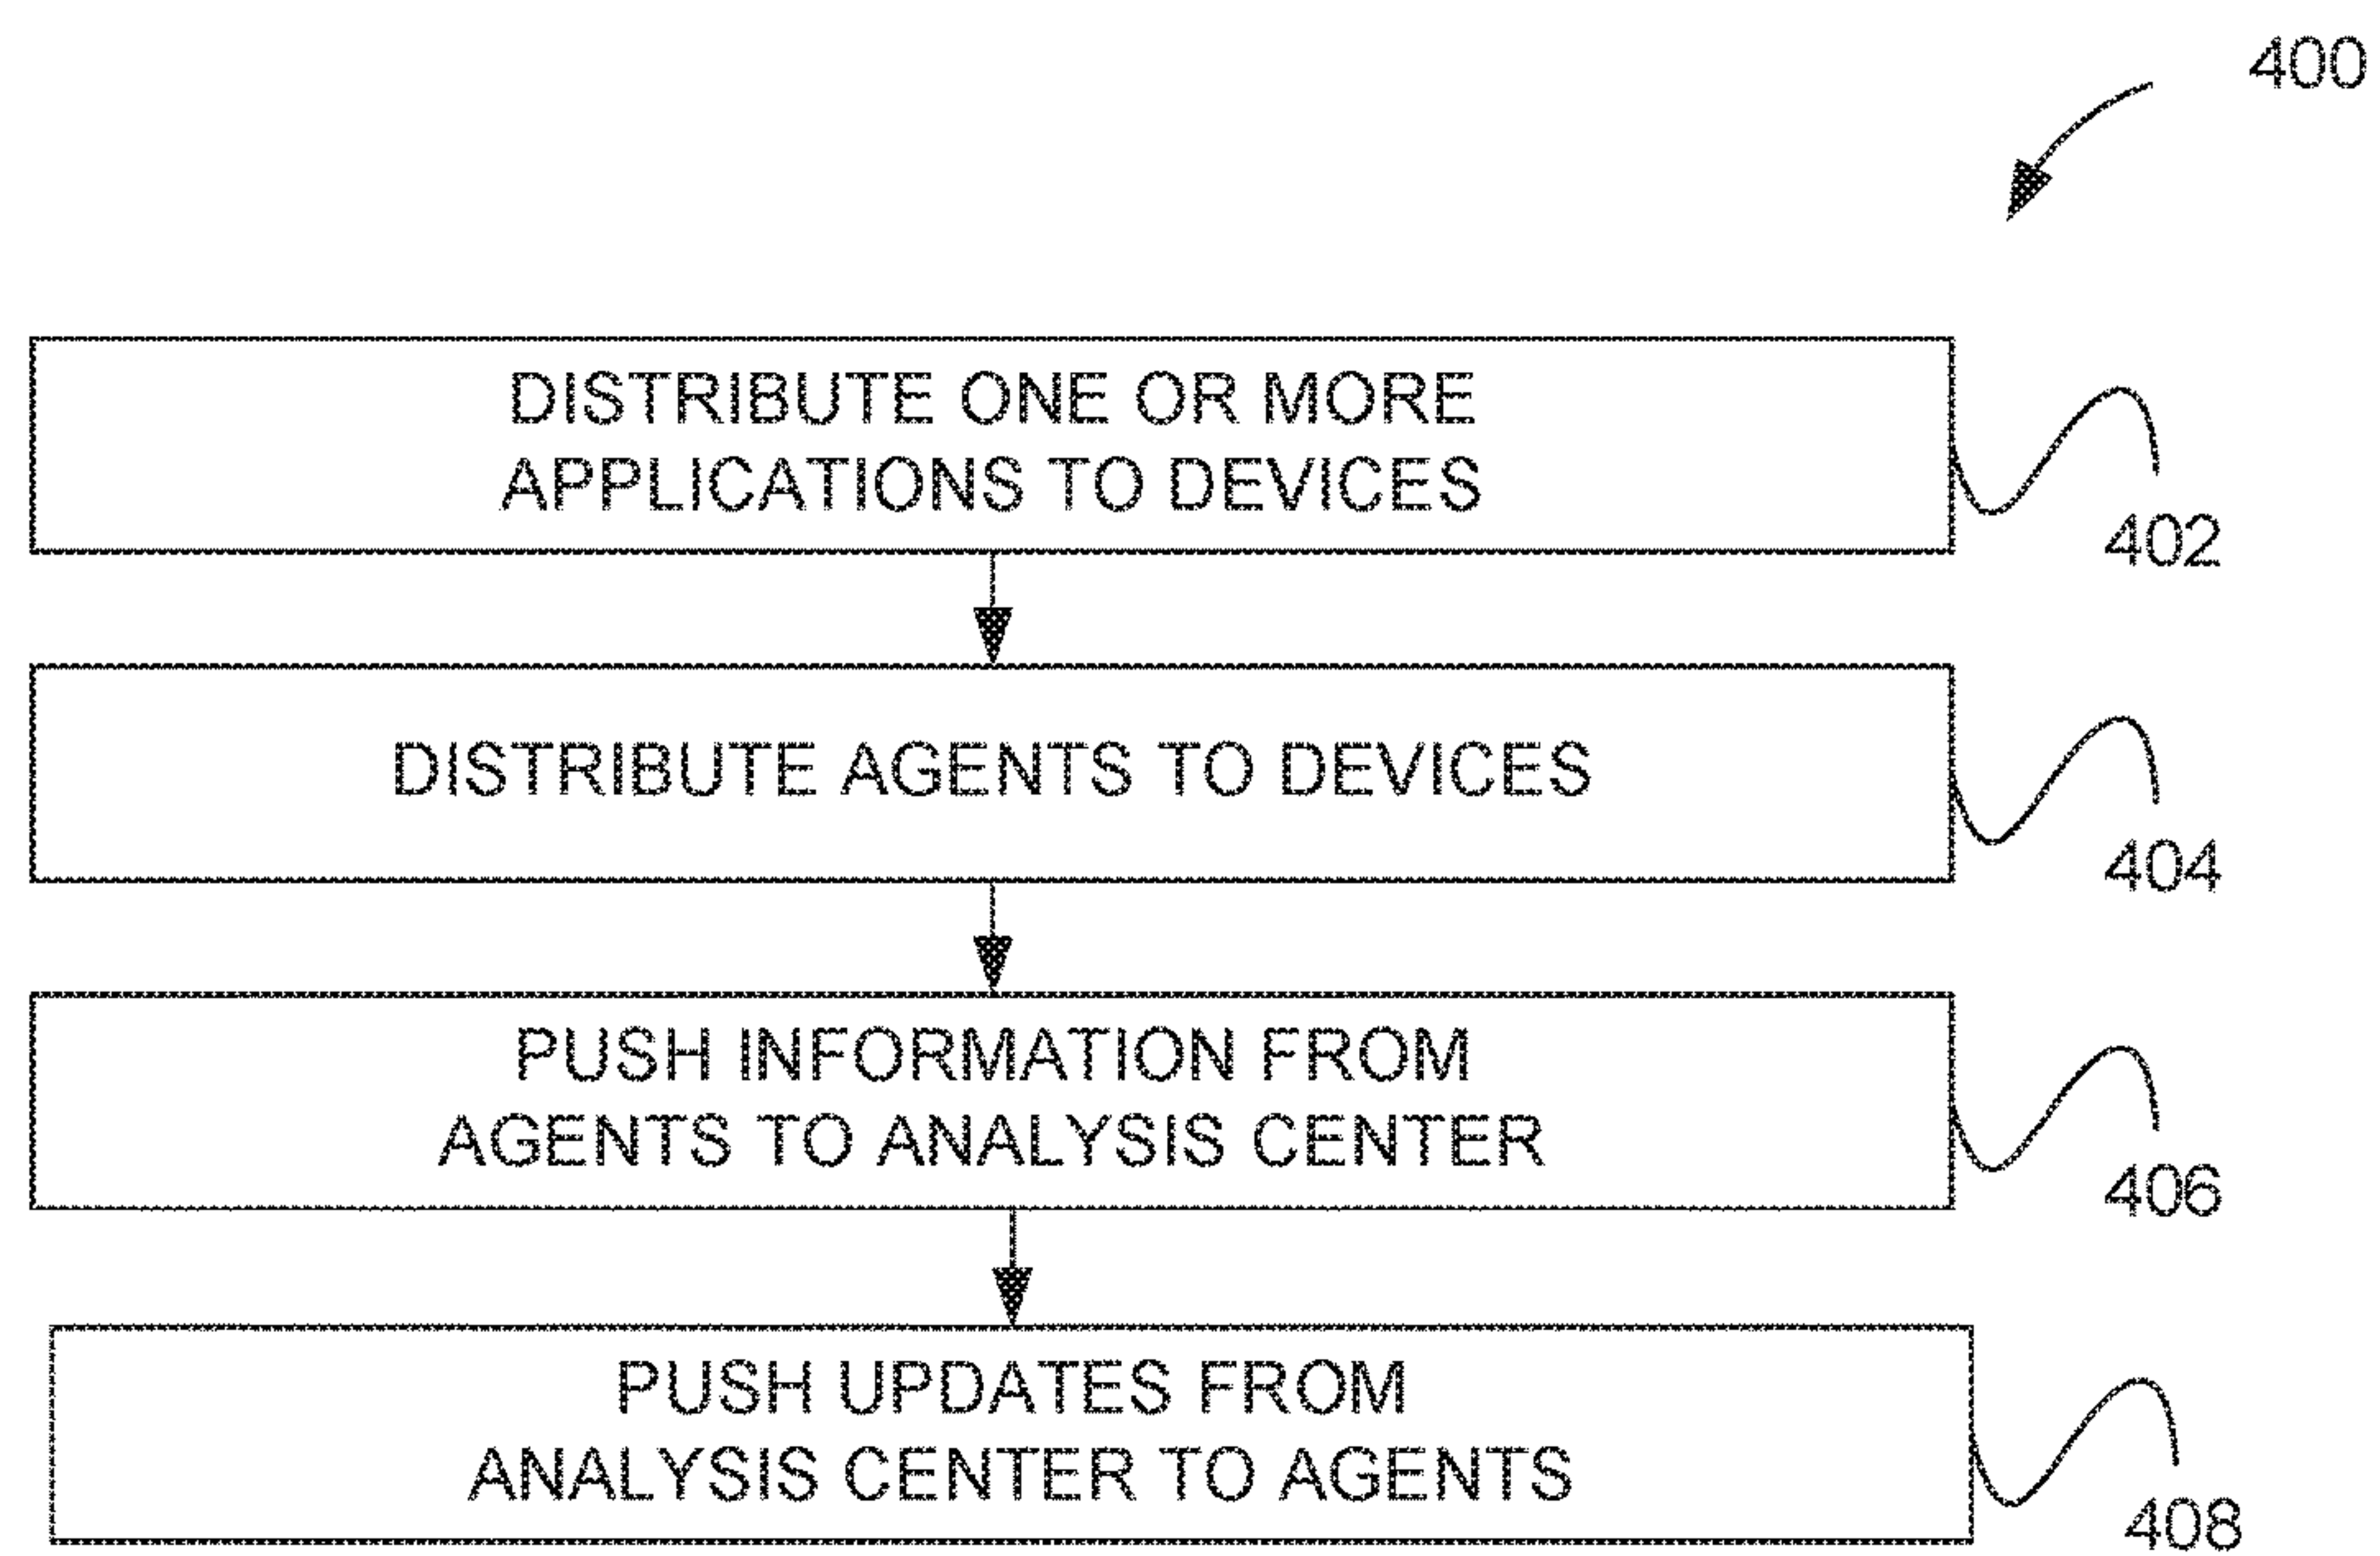 400
DISTRIBUTE ONE OR MORE
APPLICATIONS TO DEVICES
402
DISTRIBUTE AGENTS TO DEVICES
404
PUSH INFORMATION FROM
AGENTS TO ANALYSIS CENTER
406
PUSH UPDATES FROM
ANALYSIS CENTER TO AGENTS
408